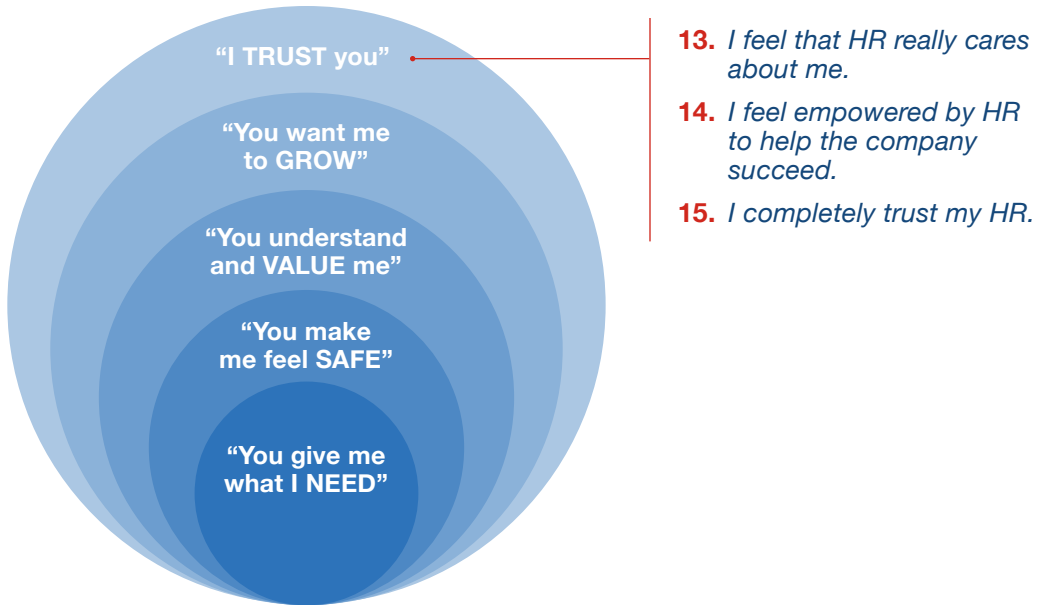 “I TRUST you”
“You want me
to GROW”
“You understand
and VALUE me”
“You make
me feel SAFE”
“You give me
what I NEED”
13. I feel that HR really cares
about me.
14. I feel empowered by HR
to help the company
succeed.
15. I completely trust my HR.